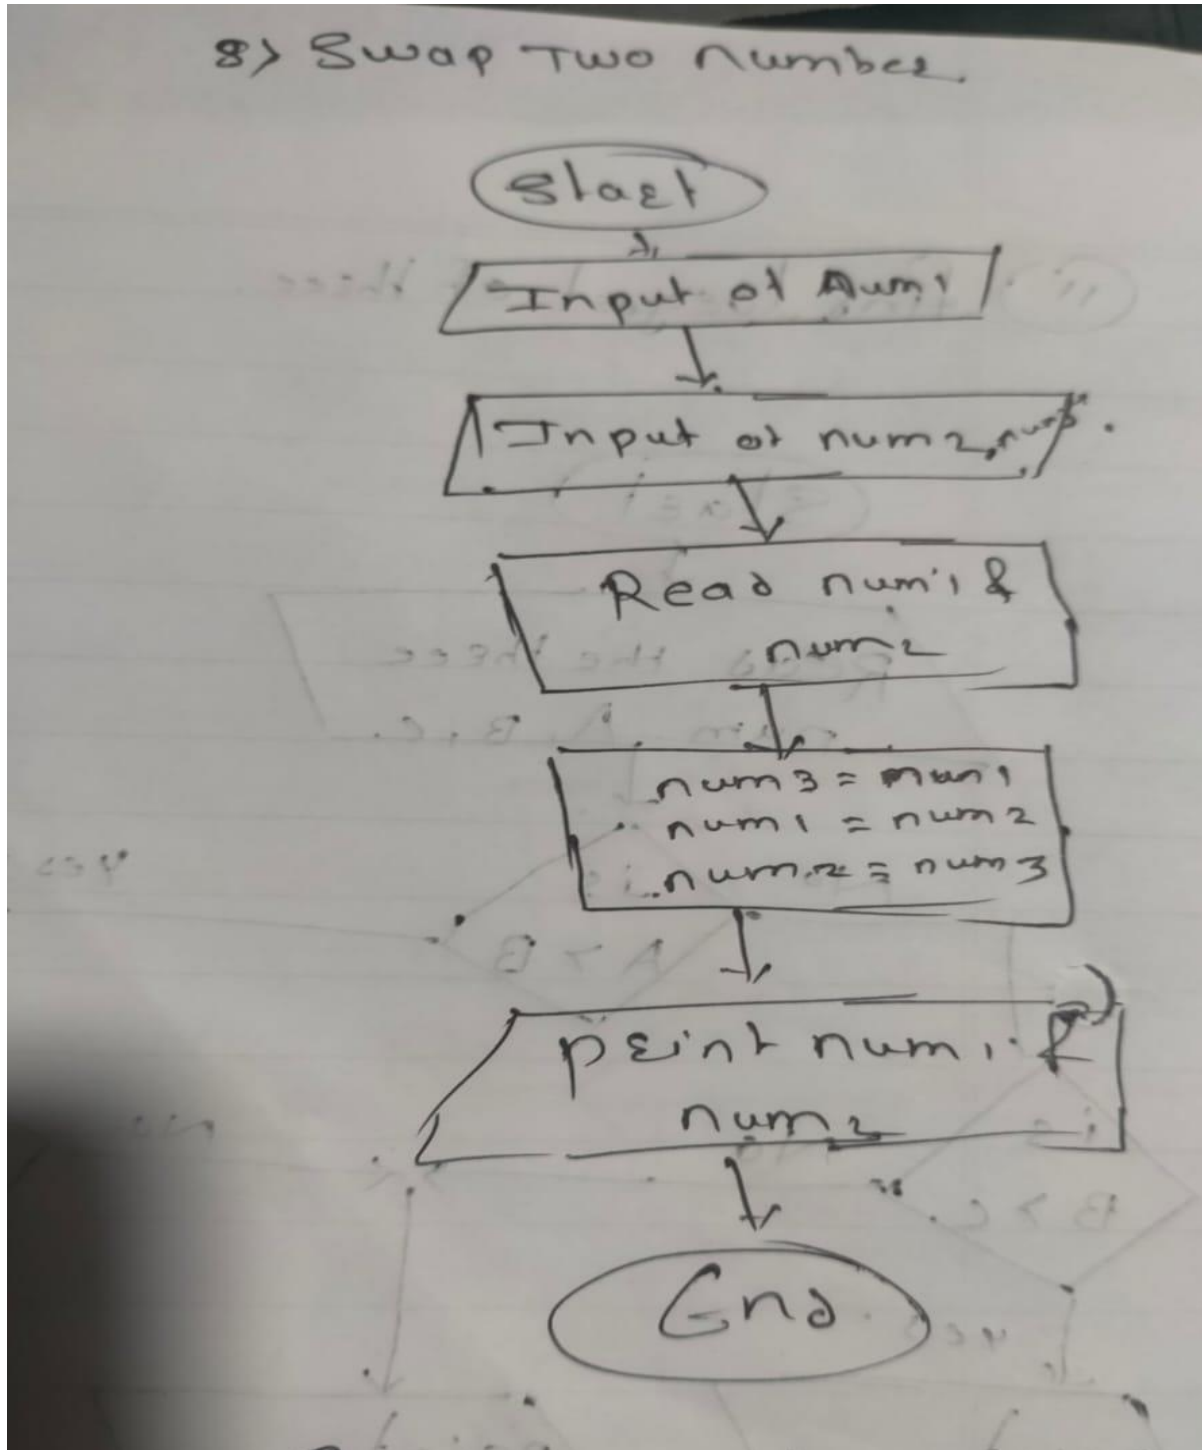 8) Swap Two Number.
Start
Input of num1
Input of num2, num3.
Read num1 &
num2
num3 = num1
num1 = num2
num2 = num3
print num1 &
num2
End